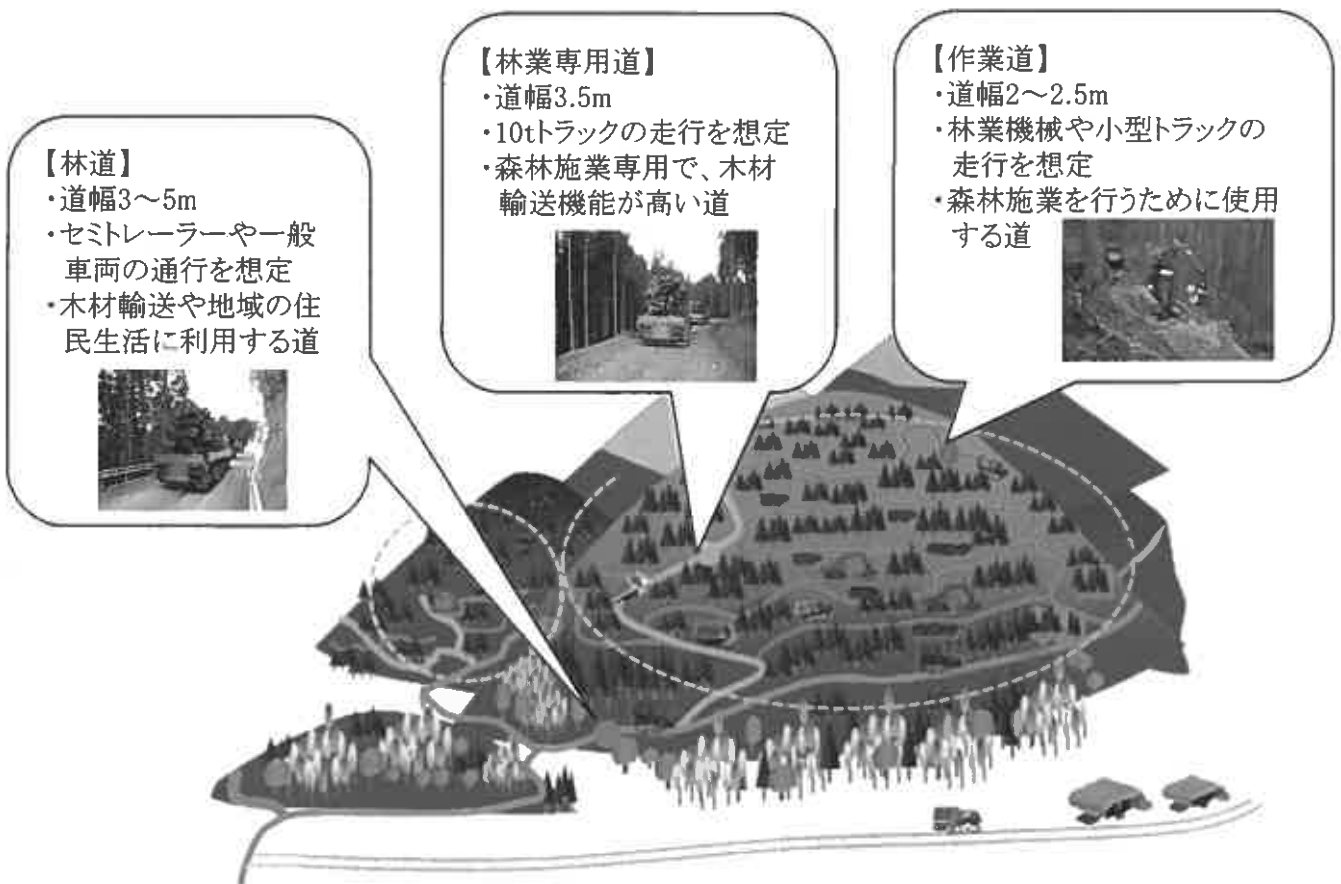 【林道】
・道幅3～5m
・セミトレーラーや一般
車両の通行を想定
・木材輸送や地域の住
民生活に利用する道
【林業専用道】
・道幅3.5m
・10tトラックの走行を想定
・森林施業専用で、木材
輸送機能が高い道
【作業道】
・道幅2～2.5m
・林業機械や小型トラックの
走行を想定
・森林施業を行うために使用
する道